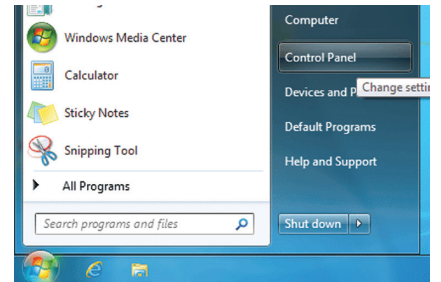 Windows Media Center
Calculator
Sticky Notes
Snipping Tool
All Programs
Search programs and files
Computer
Control Panel
Devices and P
Change settin
Default Programs
Help and Support
Shut down